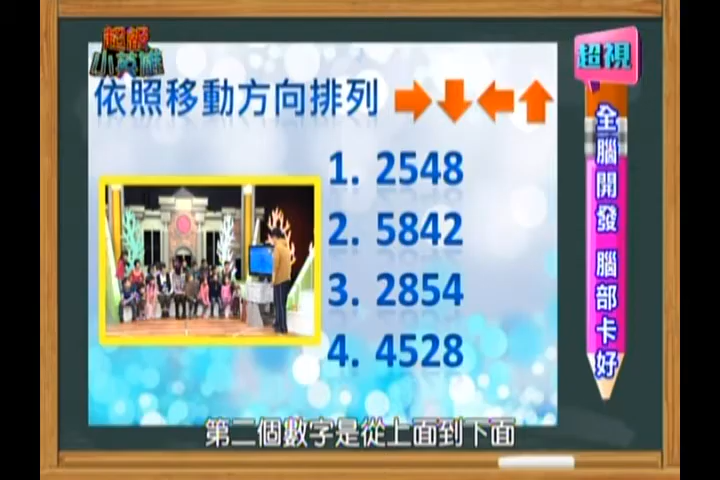 超級
小英雄
超視
依照移動方向排列
1. 2548
2. 5842
3. 2854
4. 4528
全腦開發 腦部卡好
第二個數字是從上面到下面